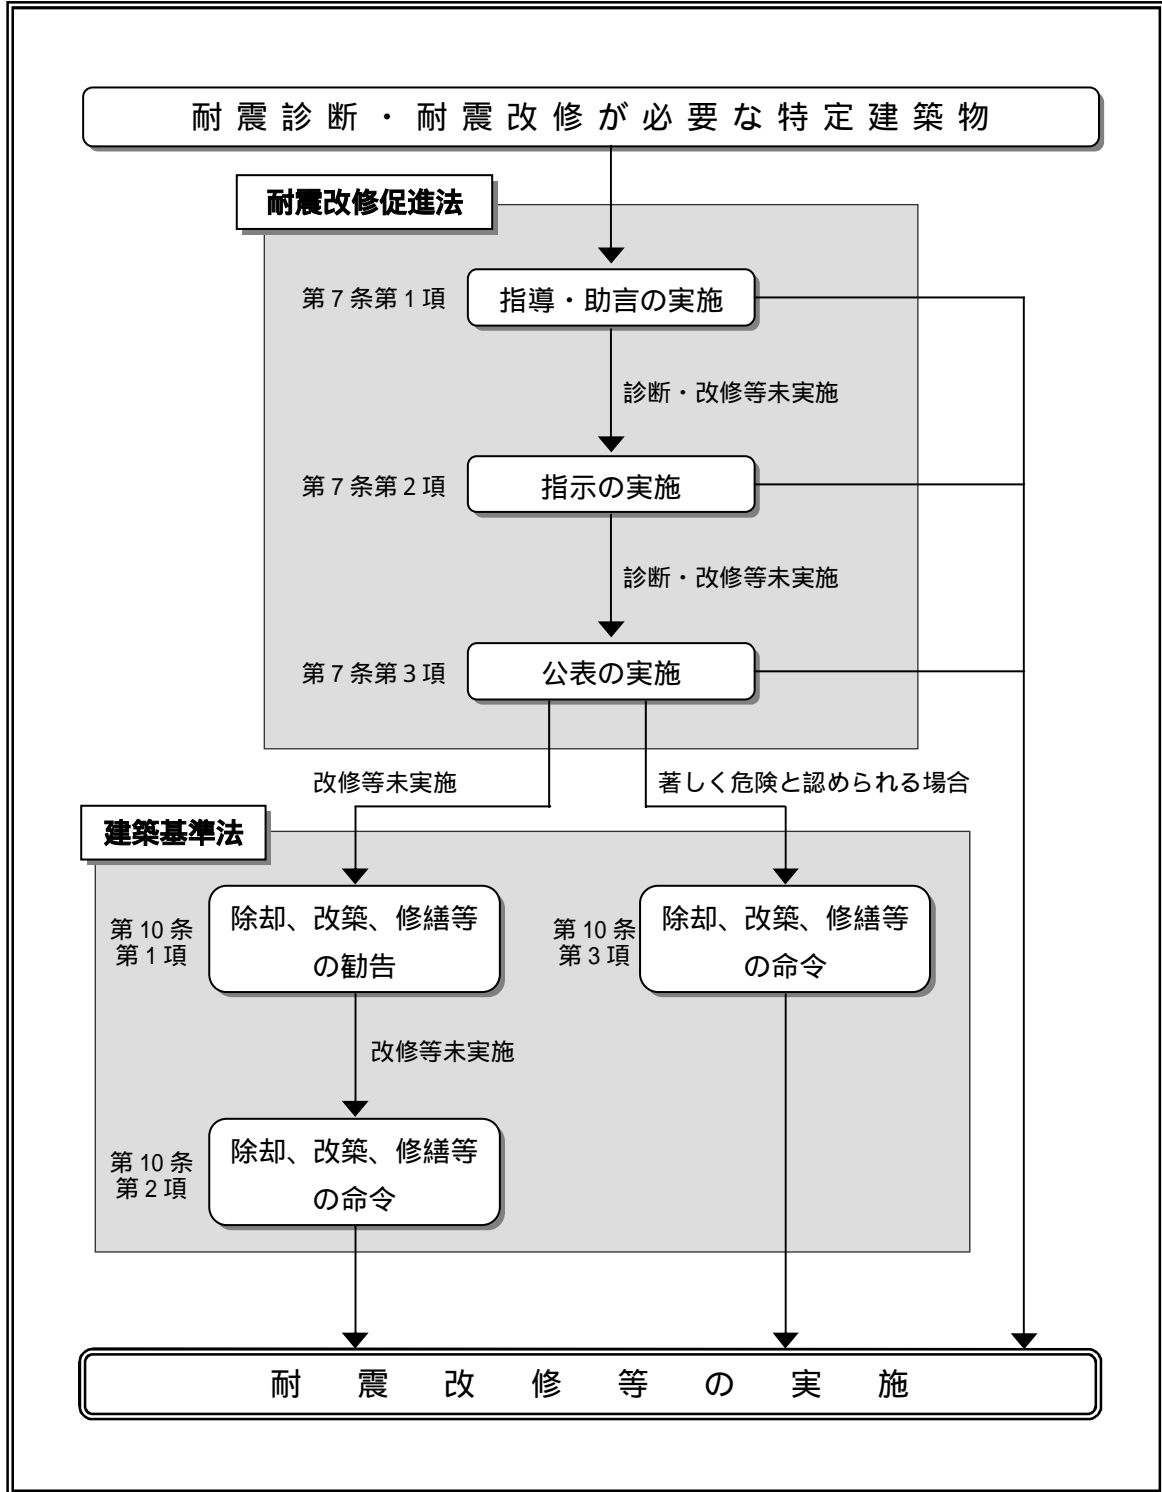 耐震診断・耐震改修が必要な特定建築物
耐震改修促進法
第7条第1項
指導・助言の実施
診断・改修等未実施
第7条第2項
指示の実施
診断・改修等未実施
第7条第3項
公表の実施
改修等未実施
著しく危険と認められる場合
建築基準法
第10条
第1項
除却、改築、修繕等
の勧告
第10条
第3項
除却、改築、修繕等
の命令
改修等未実施
第10条
第2項
除却、改築、修繕等
の命令
耐震改修等の実施